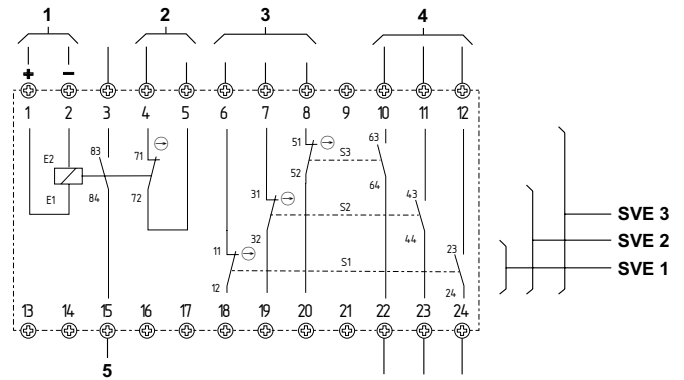 1 2 3 4
+ −
1 2 3 4 5 6 7 8 9 10 11 12
83 71 51 63
E2 S3
52 64
E1 84 72 31 S2 43
32 44
11 S1 23
12 24
13 14 15 16 17 18 19 20 21 22 23 24
5
SVE 3
SVE 2
SVE 1